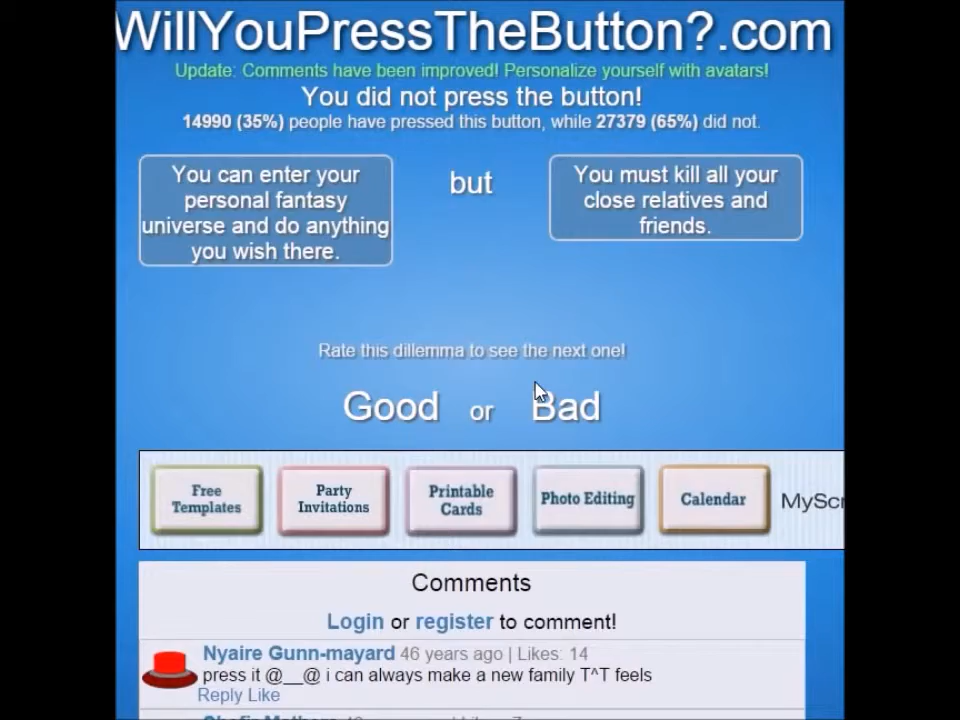 WillYouPressTheButton?.com
Update: Comments have been improved! Personalize yourself with avatars!
You did not press the button!
14990 (35%) people have pressed this button, while 27379 (65%) did not.
You can enter your
personal fantasy
universe and do anything
you wish there.
but
You must kill all your
close relatives and
friends.
Rate this dillemma to see the next one!
Good or Bad
Free
Templates
Party
Invitations
Printable
Cards
Photo Editing
Calendar
MyScr
Comments
Login or register to comment!
Nyaire Gunn-mayard 46 years ago | Likes: 14
press it @__@ i can always make a new family T^T feels
Reply Like